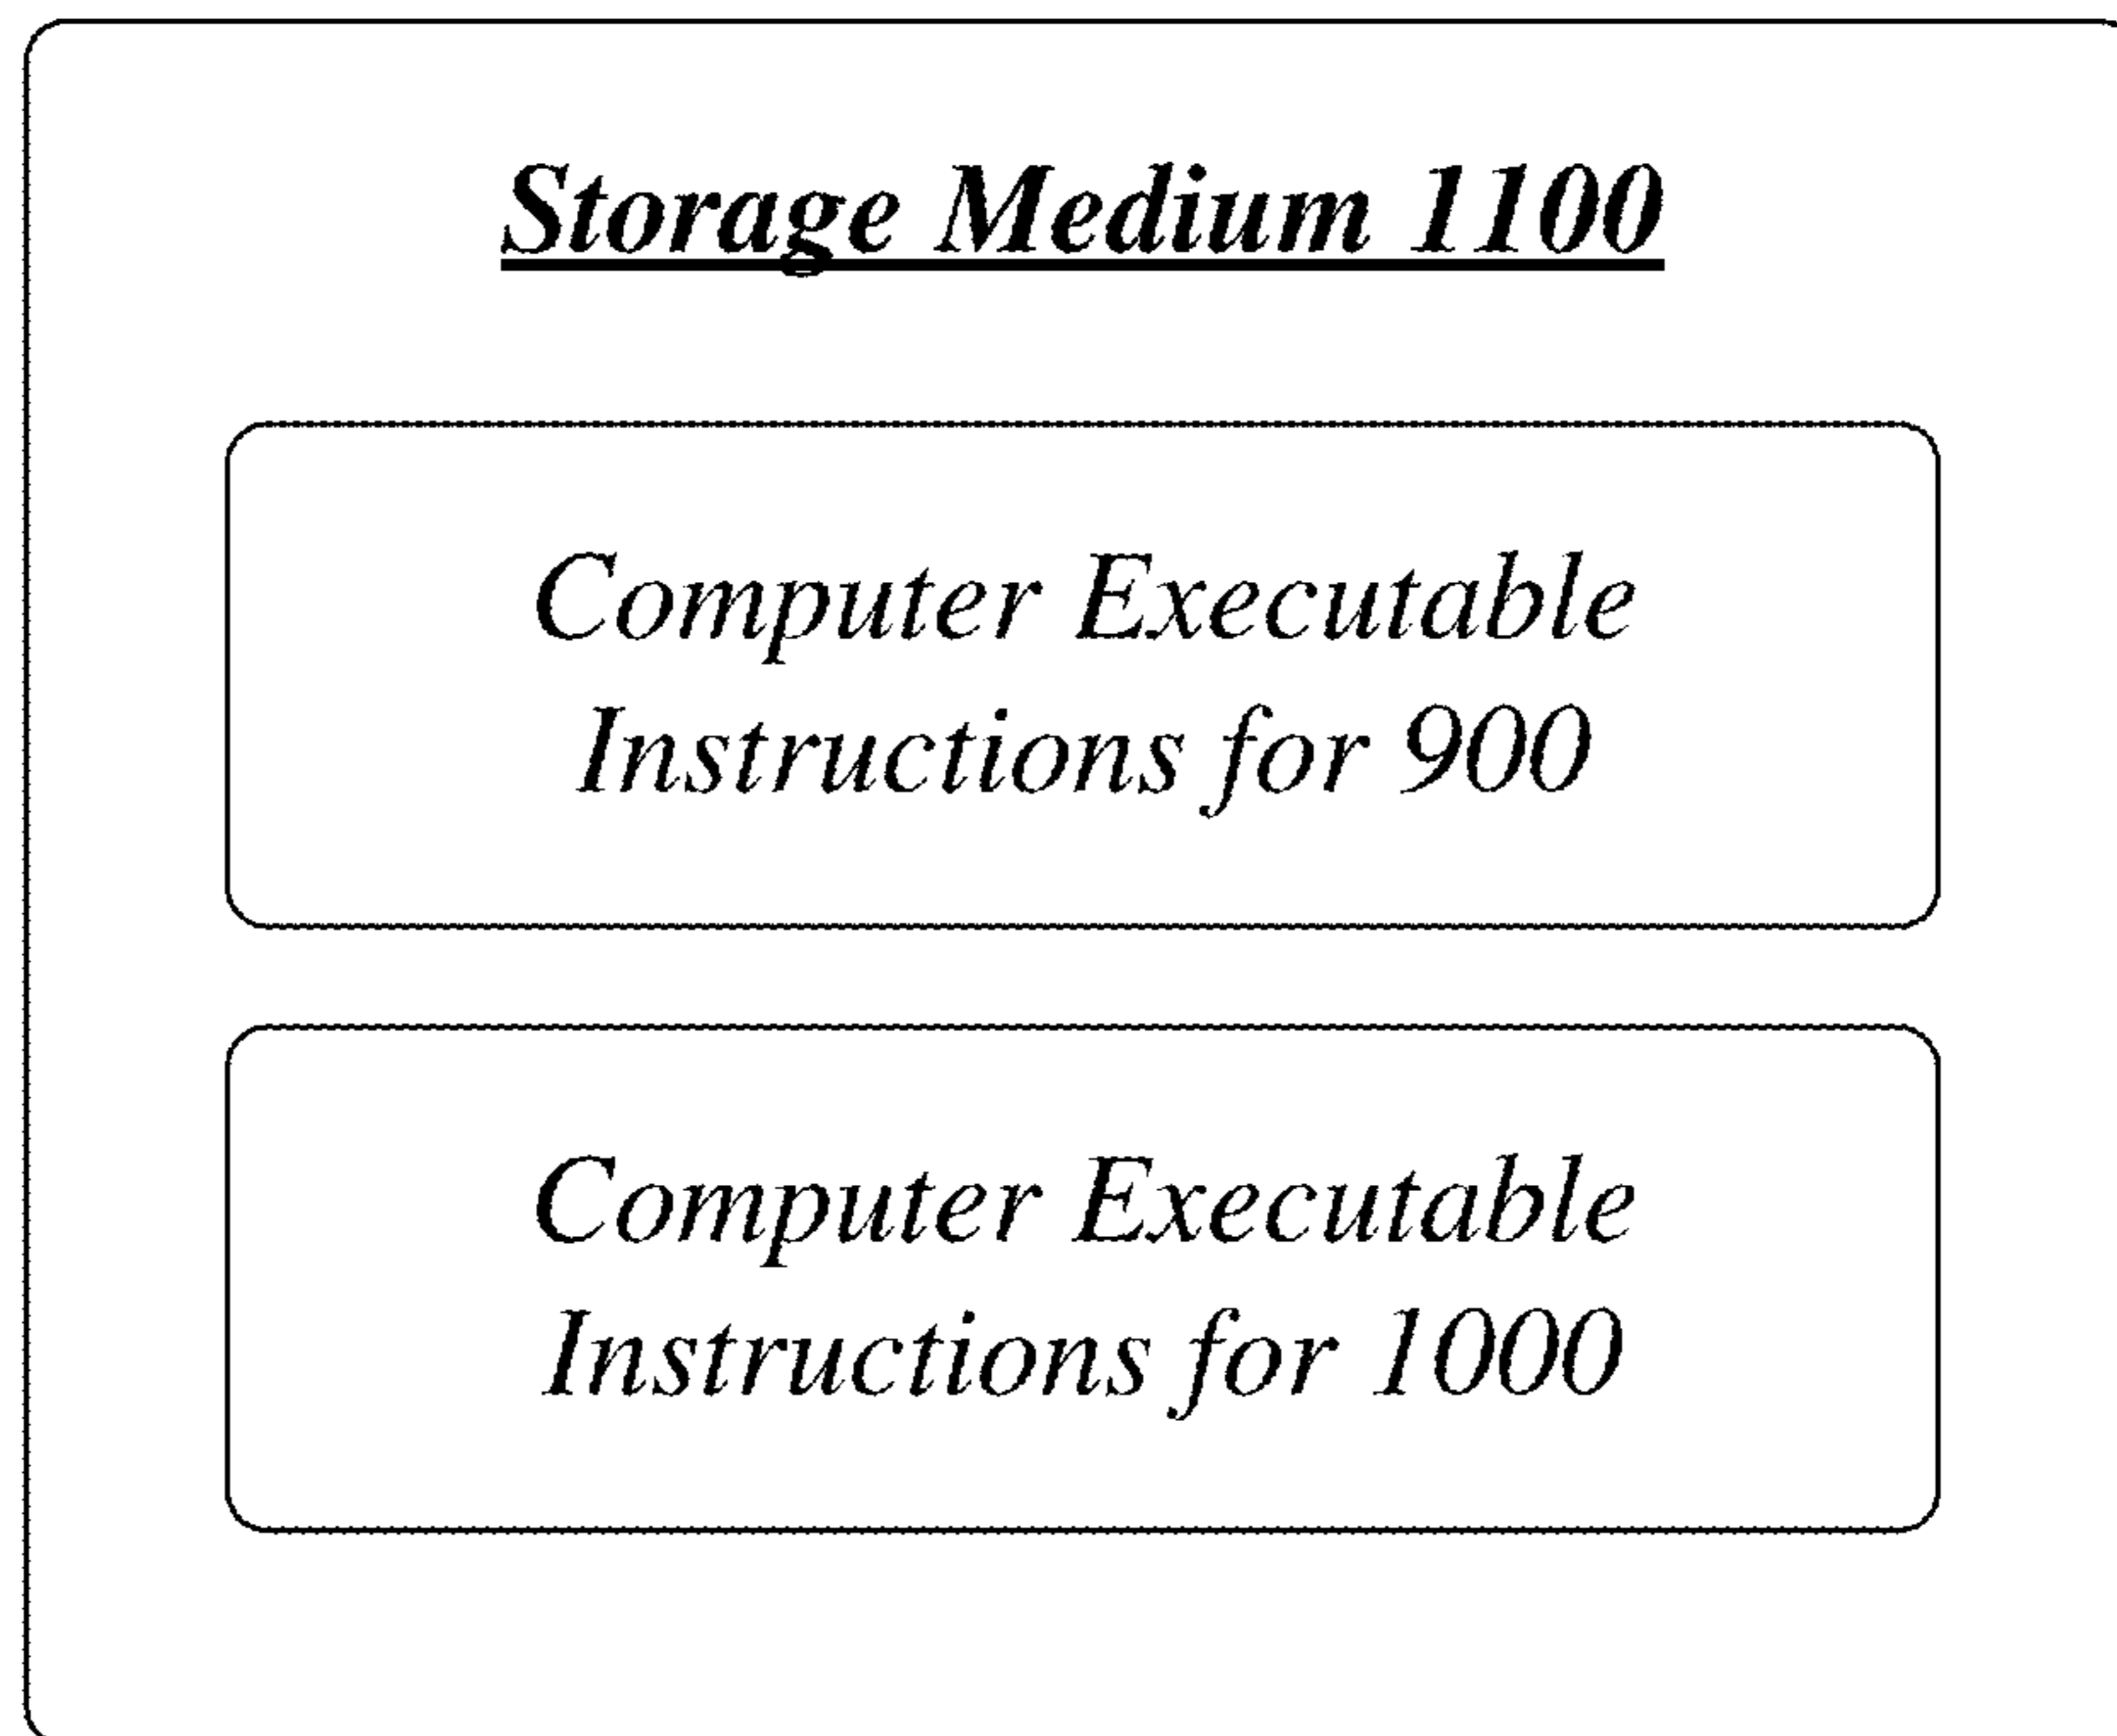 Storage Medium 1100
Computer Executable
Instructions for 900
Computer Executable
Instructions for 1000